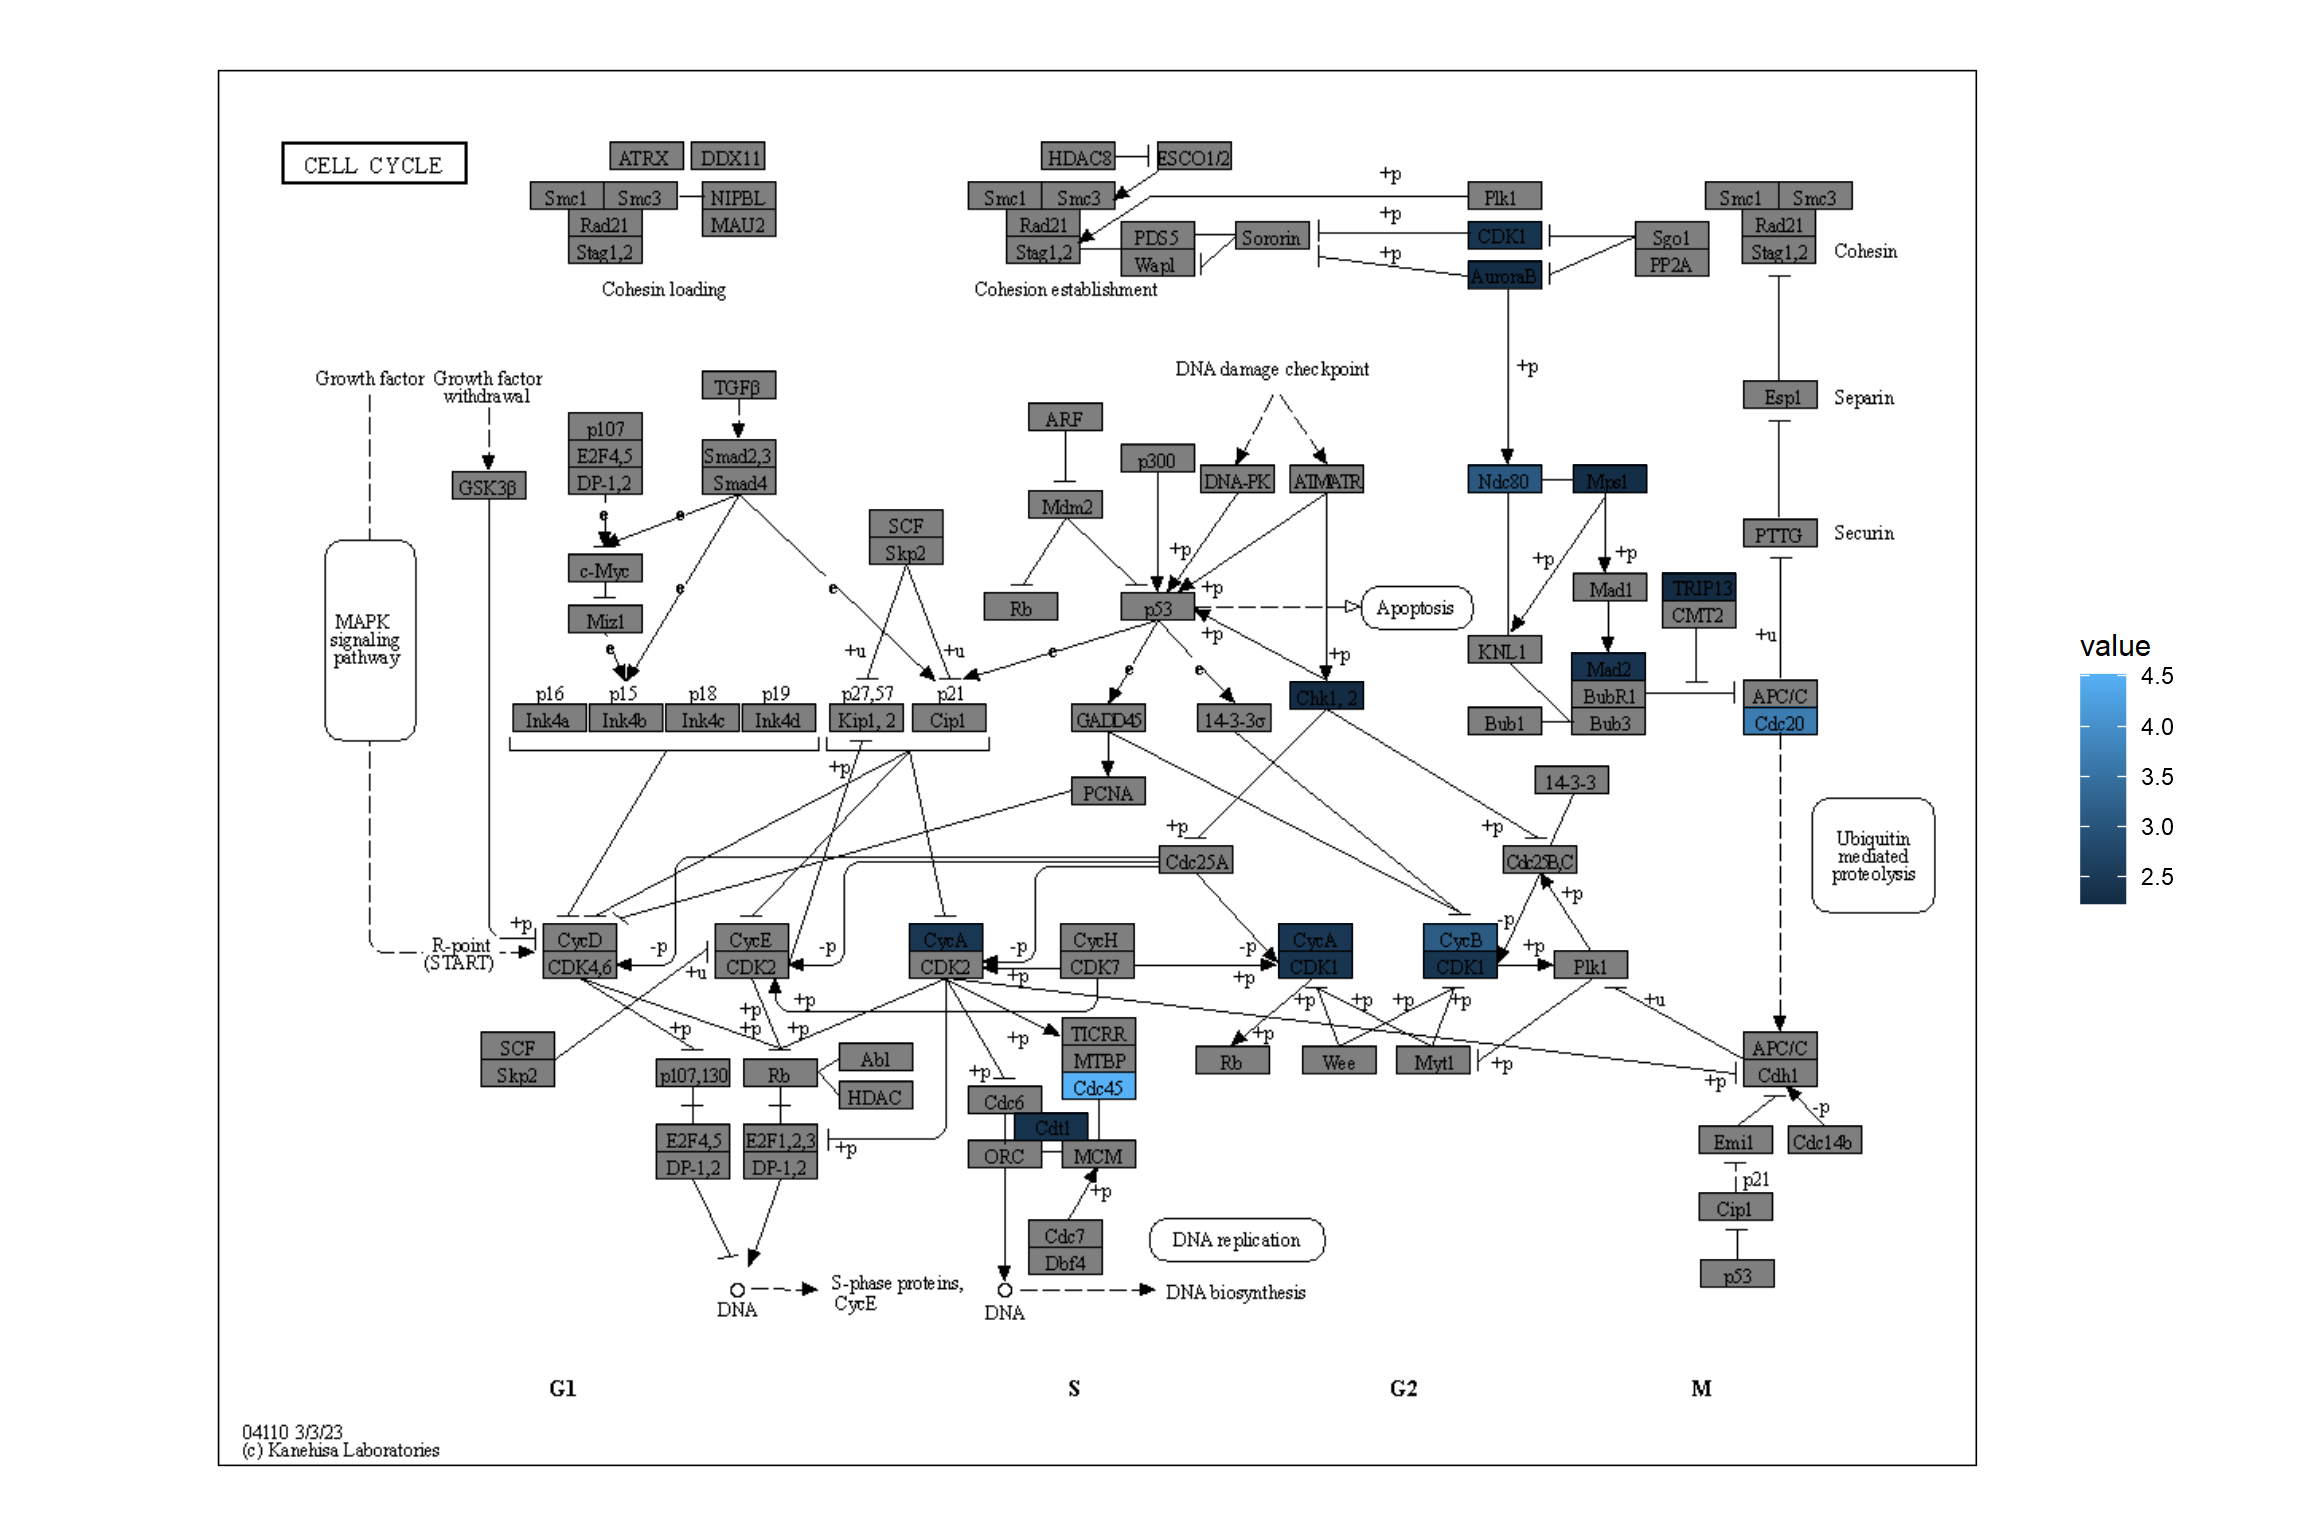 CELL CYCLE
ATRX DDX11
Smc1 Smc3 NIPBL
Rad21 MAU2
Stag1,2
Cohesin loading
HDAC8 ESCO1/2
Smc1 Smc3
Rad21
Stag1,2
PDS5
Wapl
Sororin
Cohesion establishment
+p
Plk1
+p
CDK1
+p
AuroraB
Sgo1
PP2A
Smc1 Smc3
Rad21
Stag1,2
Cohesin
+p
Growth factor
Growth factor
withdrawal
GSK3β
p107
E2F4,5
DP-1,2
TGFβ
Smad2,3
Smad4
e
e
c-Myc
Miz1
e
e
e
SCF
Skp2
ARF
Mdm2
Rb
p300
DNA damage checkpoint
DNA-PK
ATM/ATR
+p
+p
p53
+p
+p
Apoptosis
Ndc80
Mps1
+p
+p
Mad1
TRIP13
CMT2
KNL1
Mad2
BubR1
Bub3
Bub1
Esp1
Separin
PTTG
Securin
+u
APC/C
Cdc20
MAPK
signaling
pathway
p16 p15 p18 p19
Ink4a Ink4b Ink4c Ink4d
+u
+u
p27,57 p21
Kip1, 2 Cip1
e
e
e
GADD45
14-3-3σ
Chk1, 2
PCNA
+p
+p
+p
14-3-3
Cdc25A
Cdc25B,C
Ubiquitin
mediated
proteolysis
R-point
(START)
+p
CycD
CDK4,6
-p
+u
CycE
CDK2
-p
CycA
CDK2
-p
+p
CycH
CDK7
-p
+p
CycA
CDK1
CycB
CDK1
-p
+p
+p
Plk1
SCF
Skp2
+p
+p
+p
+p
+p
p107,130
Rb
Abl
HDAC
E2F4,5
DP-1,2
E2F1,2,3
DP-1,2
+p
+p
+p
TICRR
MTBP
Cdc45
Cdc6
Cdt1
ORC
MCM
+p
Cdc7
Dbf4
+p
+p
+p
+p
+p
Rb
Wee
Myt1
+p
+u
+p
APC/C
Cdh1
-p
Emi1
Cdc14b
p21
Cip1
p53
DNA replication
DNA
S-phase proteins,
CycE
DNA
DNA biosynthesis
G1 S G2 M
04110 3/3/23
(c) Kanehisa Laboratories
value
4.5
4.0
3.5
3.0
2.5